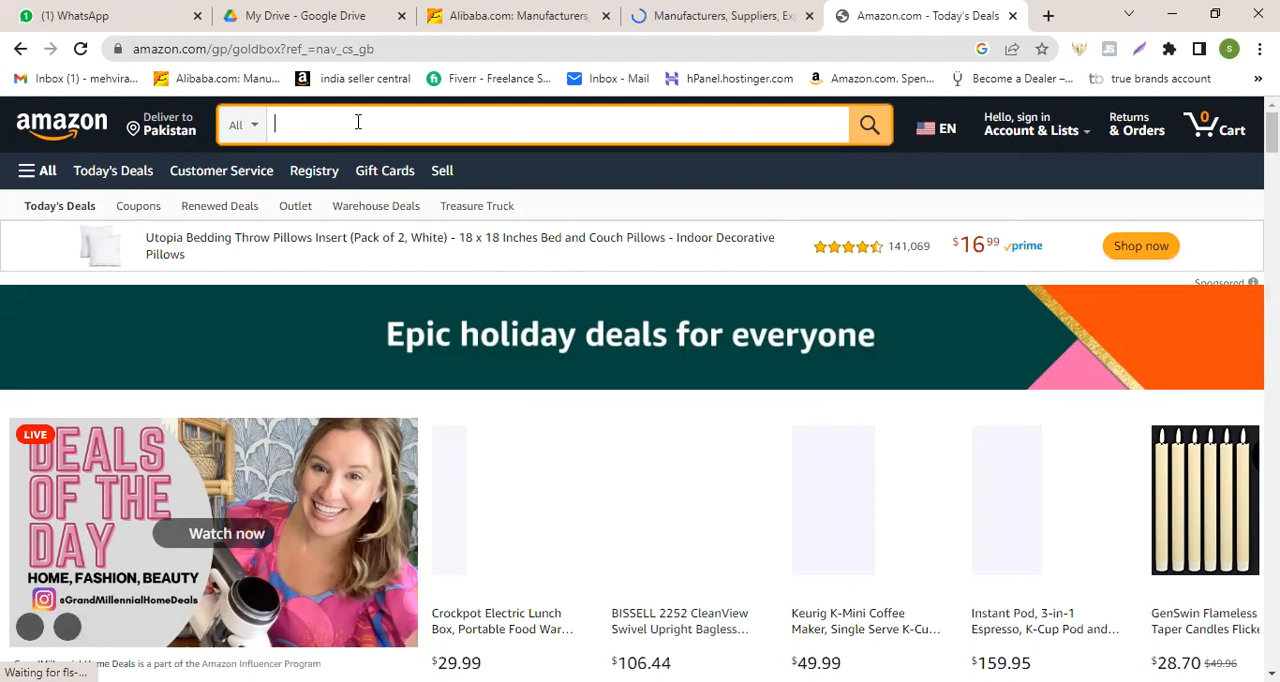 (1) WhatsApp
My Drive - Google Drive
Alibaba.com: Manufacturers,
Manufacturers, Suppliers, Ex
Amazon.com - Today's Deals
amazon.com/gp/goldbox?ref_=nav_cs_gb
S
Inbox (1) - mehvira...
Alibaba.com: Manu...
india seller central
Fiverr - Freelance S...
Inbox - Mail
hPanel.hostinger.com
Amazon.com. Spen...
Become a Dealer –...
true brands account
»
amazon
Deliver to
Pakistan
All
EN
Hello, sign in
Account & Lists
Returns
& Orders
0
Cart
All
Today's Deals
Customer Service
Registry
Gift Cards
Sell
Today's Deals
Coupons
Renewed Deals
Outlet
Warehouse Deals
Treasure Truck
Utopia Bedding Throw Pillows Insert (Pack of 2, White) - 18 x 18 Inches Bed and Couch Pillows - Indoor Decorative
Pillows
141,069
$16 99 prime
Shop now
Sponsored
Epic holiday deals for everyone
LIVE
DEALS
OF THE
DAY
Watch now
HOME, FASHION, BEAUTY
@GrandMillennialHomeDeals
GrandMillennial Home Deals is a part of the Amazon Influencer Program
Crockpot Electric Lunch
Box, Portable Food War...
$29.99
BISSELL 2252 CleanView
Swivel Upright Bagless...
$106.44
Keurig K-Mini Coffee
Maker, Single Serve K-Cu...
$49.99
Instant Pod, 3-in-1
Espresso, K-Cup Pod and...
$159.95
GenSwin Flameless
Taper Candles Flicke
$28.70 $49.96
Waiting for fls-...